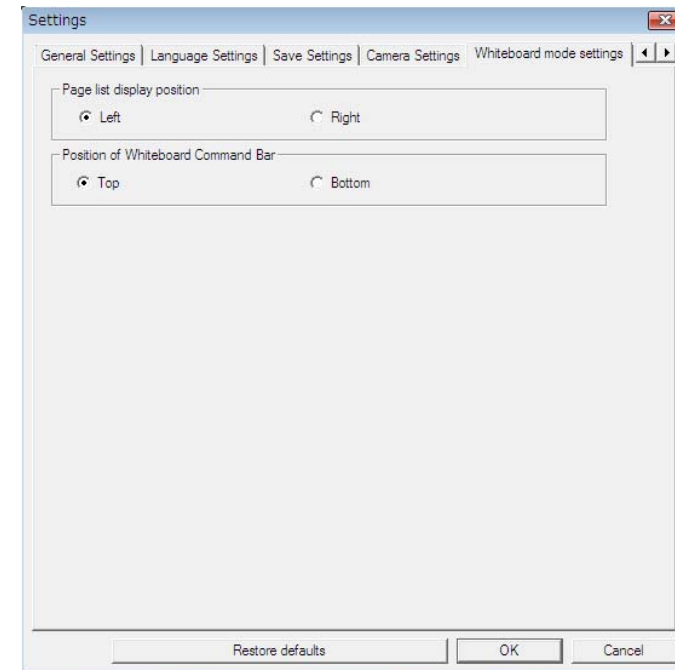 Settings
General Settings Language Settings Save Settings Camera Settings Whiteboard mode settings
Page list display position
Left Right
Position of Whiteboard Command Bar
Top Bottom
Restore defaults OK Cancel